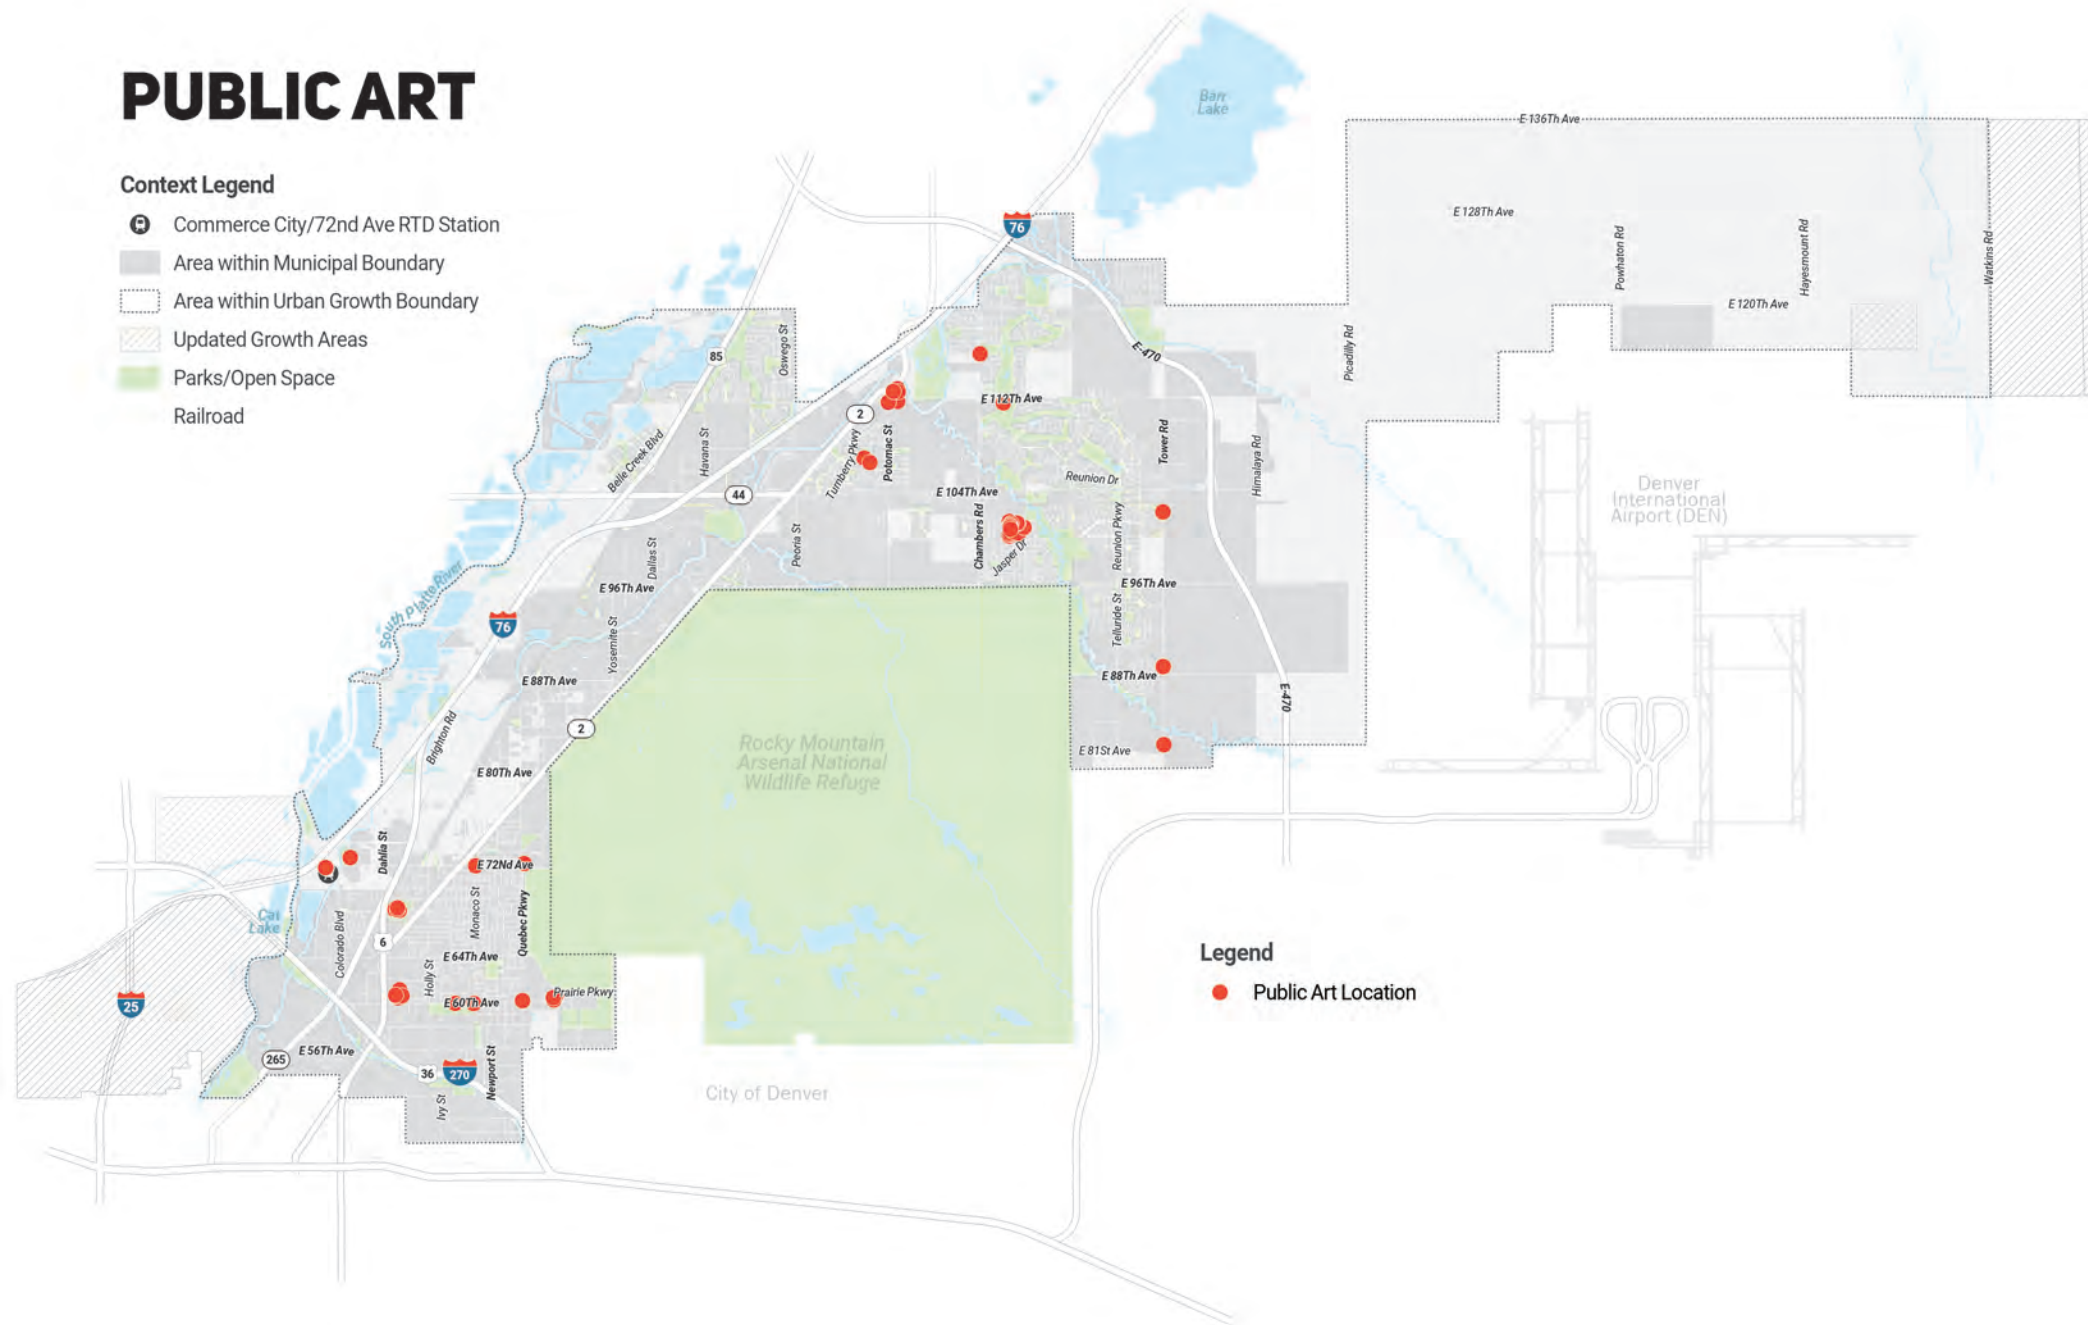 PUBLIC ART
Context Legend
Commerce City/72nd Ave RTD Station
Area within Municipal Boundary
Area within Urban Growth Boundary
Updated Growth Areas
Parks/Open Space
Railroad
Barr
Lake
E 136Th Ave
E 128Th Ave
76
Powhaton Rd
Hayesmount Rd
Watkins Rd
E 120Th Ave
Oswego St
85
E-470
Picadilly Rd
E 112Th Ave
2
Belle Creek Blvd
Havana St
Turnberry Pkwy
Potomac St
Tower Rd
Himalaya Rd
Reunion Dr
44
E 104Th Ave
Denver
International
Airport (DEN)
Chambers Rd
Reunion Pkwy
Peoria St
Dallas St
Jasper Dr
South Platte River
E 96Th Ave
E 96Th Ave
76
Yosemite St
Telluride St
E 88Th Ave
E 88Th Ave
E-470
Brighton Rd
2
Rocky Mountain
Arsenal National
Wildlife Refuge
E 81St Ave
E 80Th Ave
Dahlia St
E 72Nd Ave
Monaco St
Quebec Pkwy
Cat
Lake
Colorado Blvd
6
E 64Th Ave
Holly St
Legend
Public Art Location
25
E 60Th Ave
Prairie Pkwy
265
E 56Th Ave
36
270
Newport St
Ivy St
City of Denver